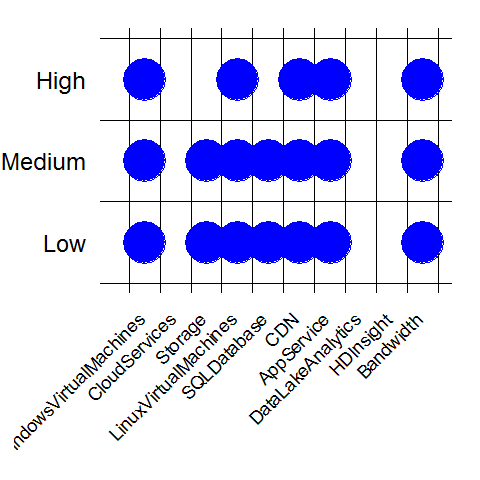 High
Medium
Low
ndowsVirtualMachines
CloudServices
Storage
LinuxVirtualMachines
SQLDatabase
CDN
AppService
DataLakeAnalytics
HDInsight
Bandwidth